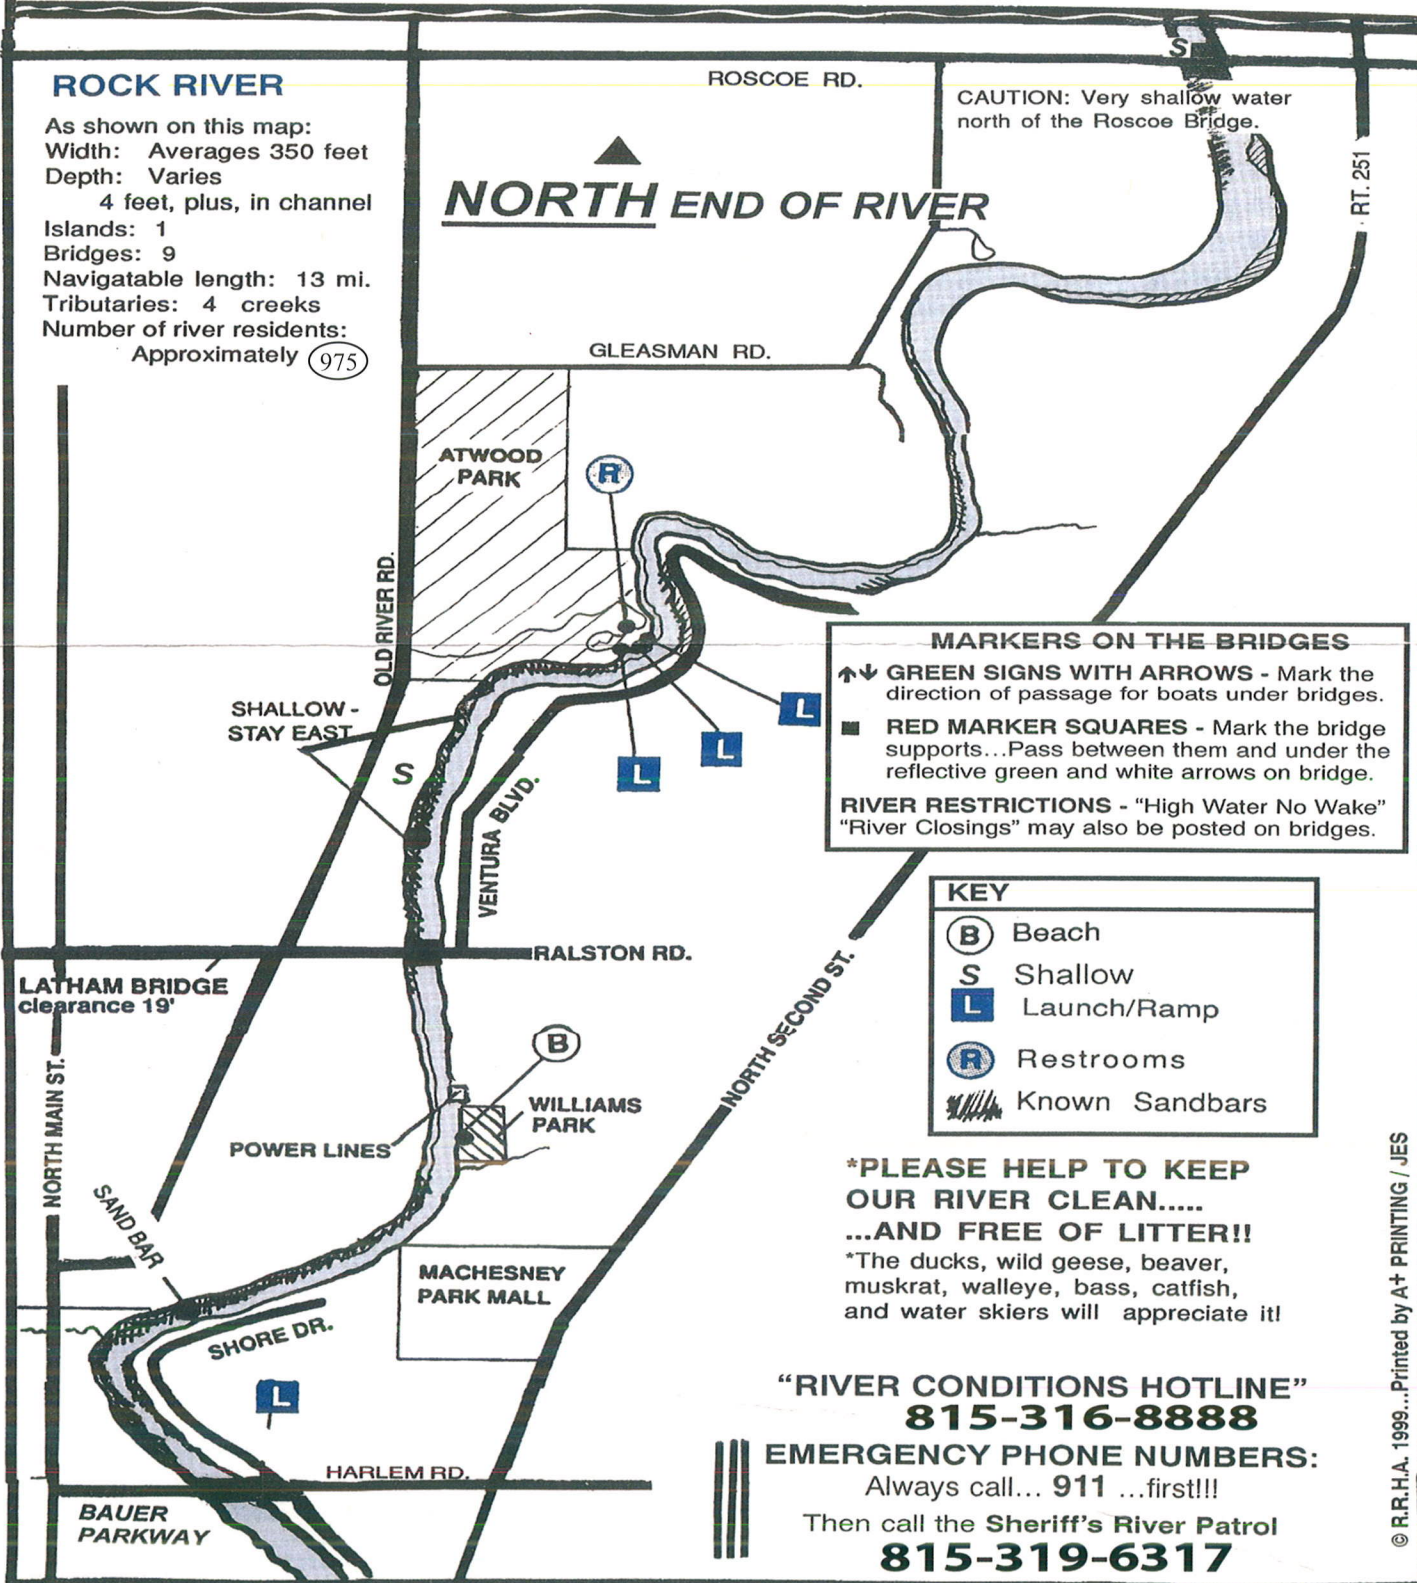 ROCK RIVER
As shown on this map:
Width: Averages 350 feet
Depth: Varies
4 feet, plus, in channel
Islands: 1
Bridges: 9
Navigatable length: 13 mi.
Tributaries: 4 creeks
Number of river residents:
Approximately 975
S
ROSCOE RD.
CAUTION: Very shallow water
north of the Roscoe Bridge.
RT. 251
NORTH END OF RIVER
GLEASMAN RD.
ATWOOD
PARK
R
OLD RIVER RD.
SHALLOW -
STAY EAST
S
L
L
L
VENTURA BLVD.
MARKERS ON THE BRIDGES
GREEN SIGNS WITH ARROWS - Mark the
direction of passage for boats under bridges.
RED MARKER SQUARES - Mark the bridge
supports...Pass between them and under the
reflective green and white arrows on bridge.
RIVER RESTRICTIONS - "High Water No Wake"
"River Closings" may also be posted on bridges.
RALSTON RD.
LATHAM BRIDGE
clearance 19'
NORTH SECOND ST.
KEY
B Beach
S Shallow
L Launch/Ramp
R Restrooms
Known Sandbars
B
WILLIAMS
PARK
POWER LINES
NORTH MAIN ST.
SAND BAR
MACHESNEY
PARK MALL
SHORE DR.
L
HARLEM RD.
BAUER
PARKWAY
*PLEASE HELP TO KEEP
OUR RIVER CLEAN.....
...AND FREE OF LITTER!!
*The ducks, wild geese, beaver,
muskrat, walleye, bass, catfish,
and water skiers will appreciate it!
"RIVER CONDITIONS HOTLINE"
815-316-8888
EMERGENCY PHONE NUMBERS:
Always call... 911 ...first!!!
Then call the Sheriff's River Patrol
815-319-6317
© R.R.H.A. 1999...Printed by A+ PRINTING / JES